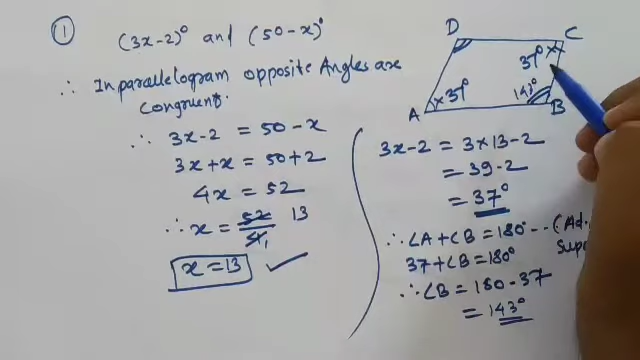 ① (3x-2)° and (50-x)°
∴ In parallelogram opposite Angles are
congruent.
∴ 3x-2 = 50-x
3x+x = 50+2
4x = 52
∴ x = 52/4 13
x = 13 ✓
D C
37°
37° 143°
A B
3x-2 = 3×13-2
= 39-2
= 37°
∴ ∠A + ∠B = 180° -- (Ad.
37 + ∠B = 180°
∴ ∠B = 180-37
= 143°